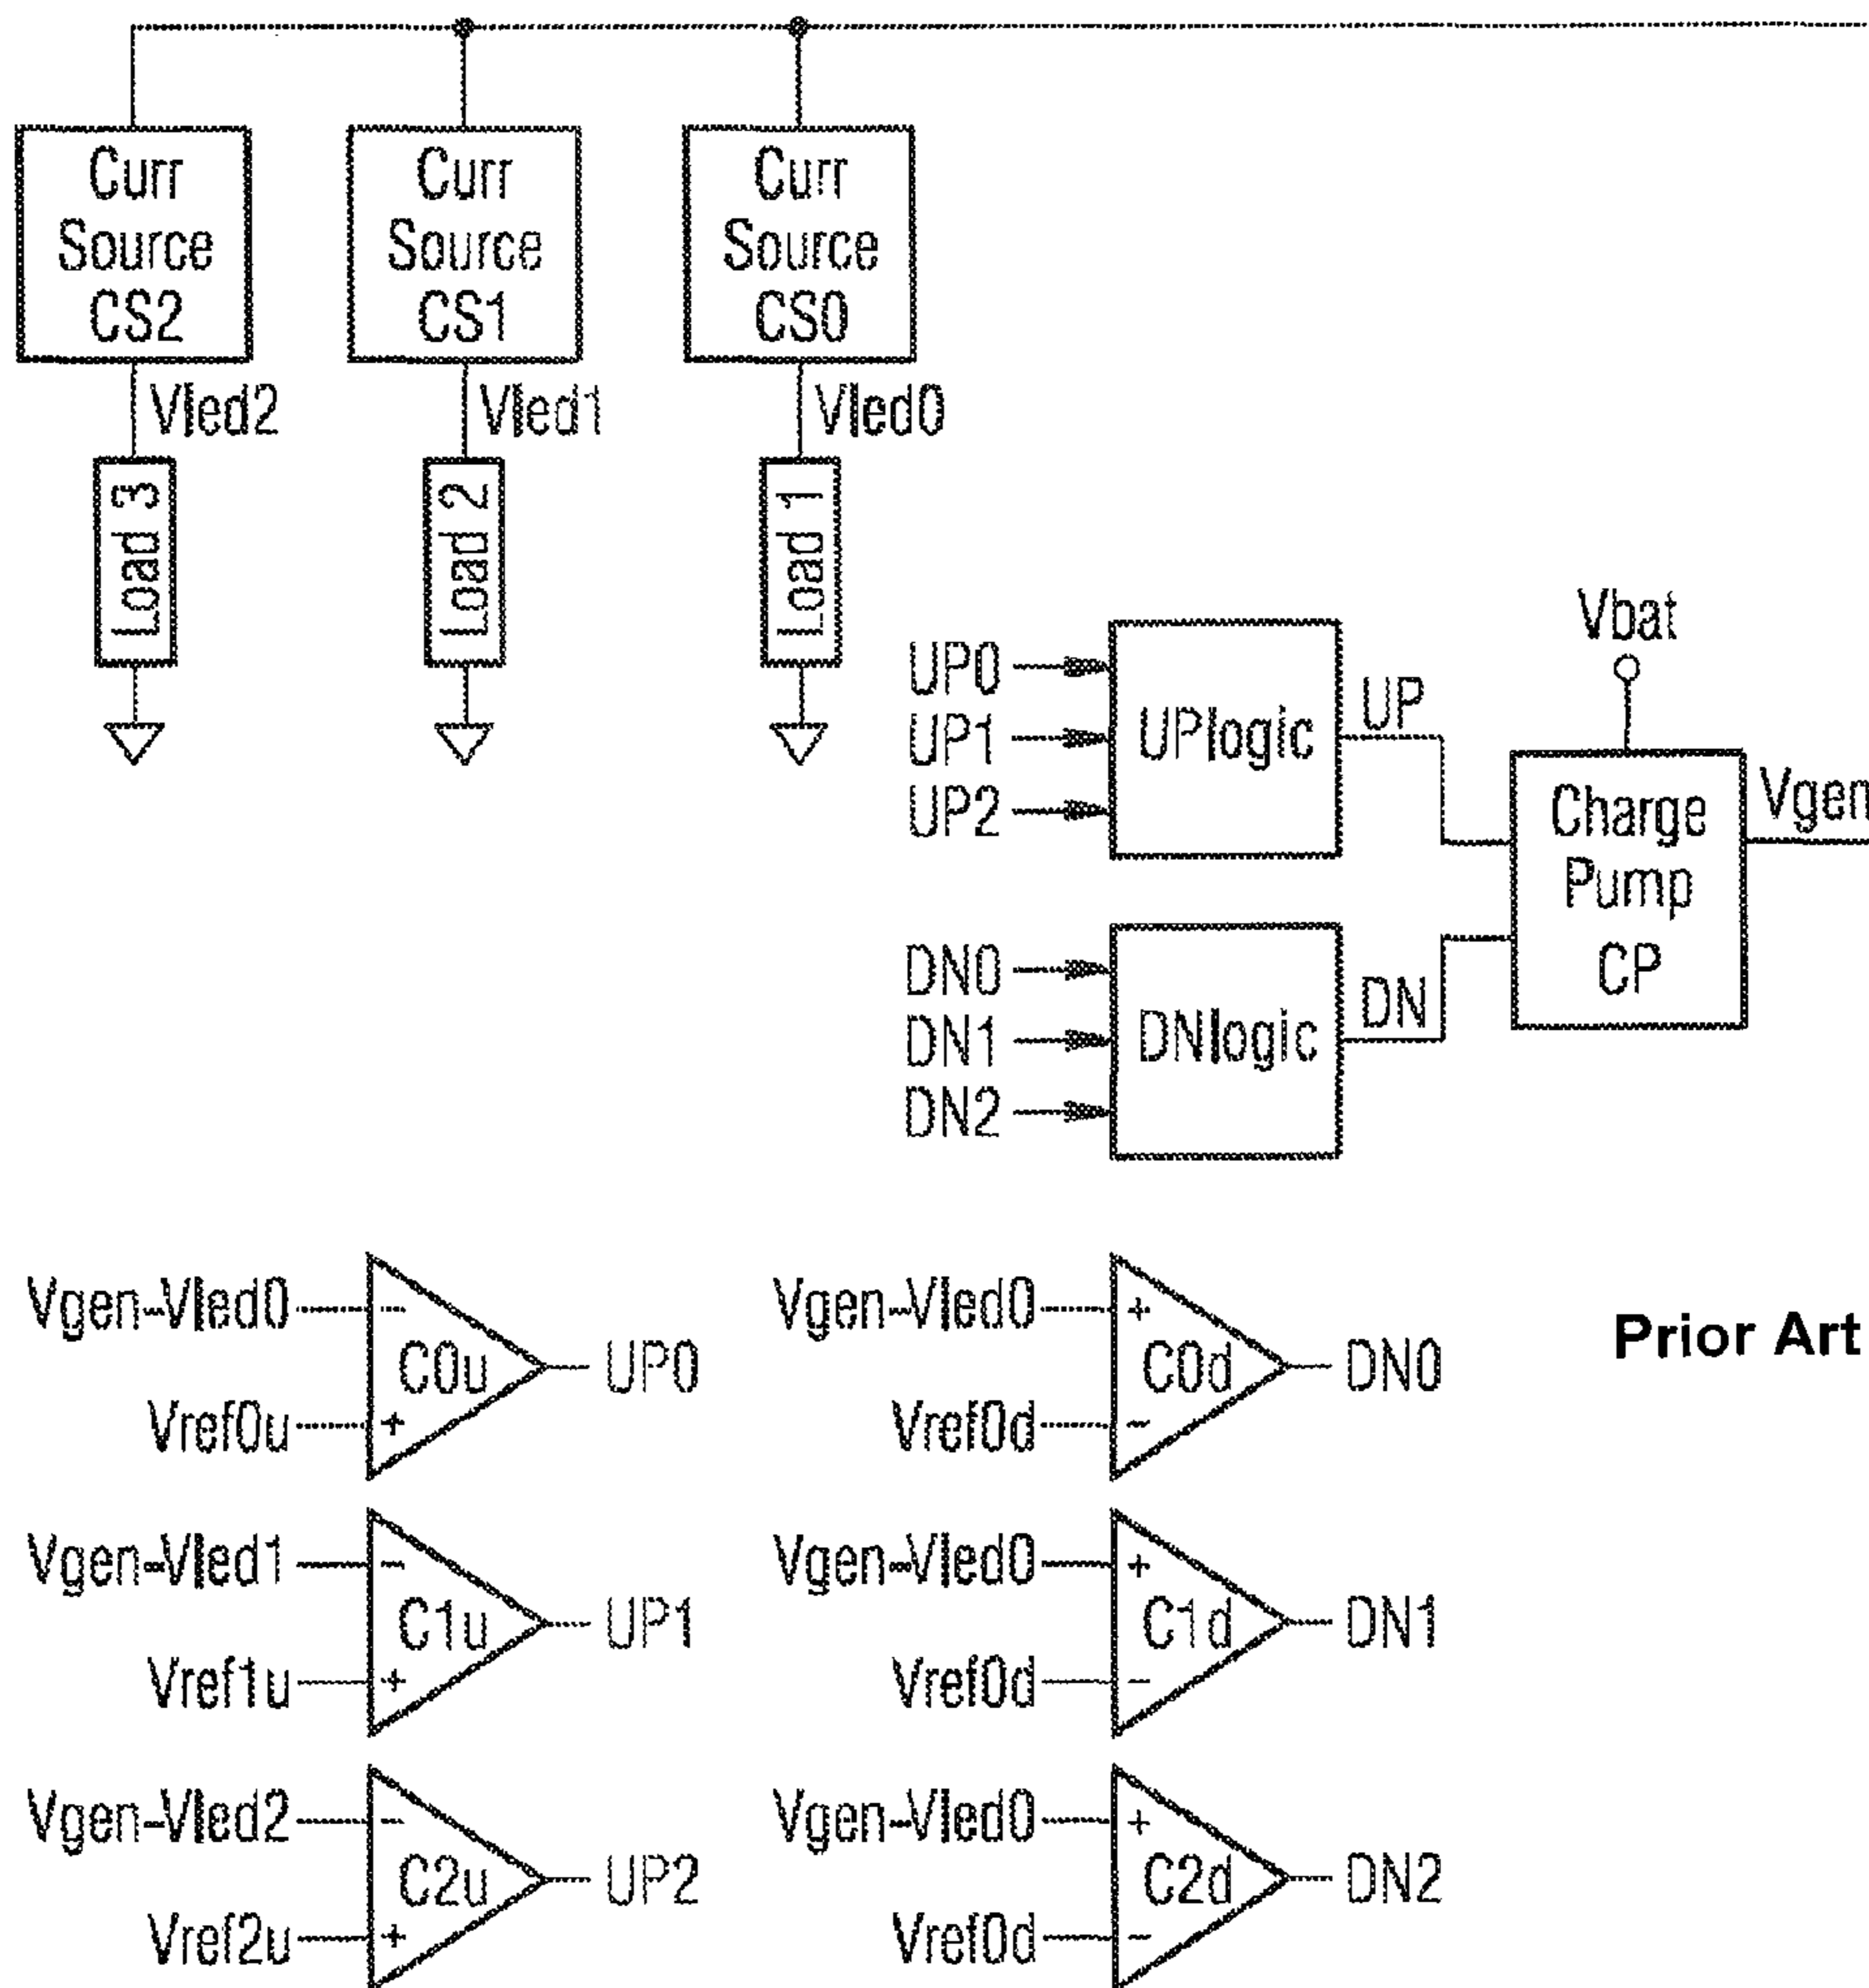 Curr
Source
CS2
Curr
Source
CS1
Curr
Source
CS0
Vled2
Vled1
Vled0
Load 3
Load 2
Load 1
Vbat
UP0
UP1
UP2
UPlogic
UP
Charge
Pump
CP
Vgen
DN0
DN1
DN2
DNlogic
DN
Vgen-Vled0
-
C0u
UP0
Vref0u
+
Vgen-Vled0
+
C0d
DN0
Vref0d
-
Prior Art
Vgen-Vled1
-
C1u
UP1
Vref1u
+
Vgen-Vled0
+
C1d
DN1
Vref0d
-
Vgen-Vled2
-
C2u
UP2
Vref2u
+
Vgen-Vled0
+
C2d
DN2
Vref0d
-